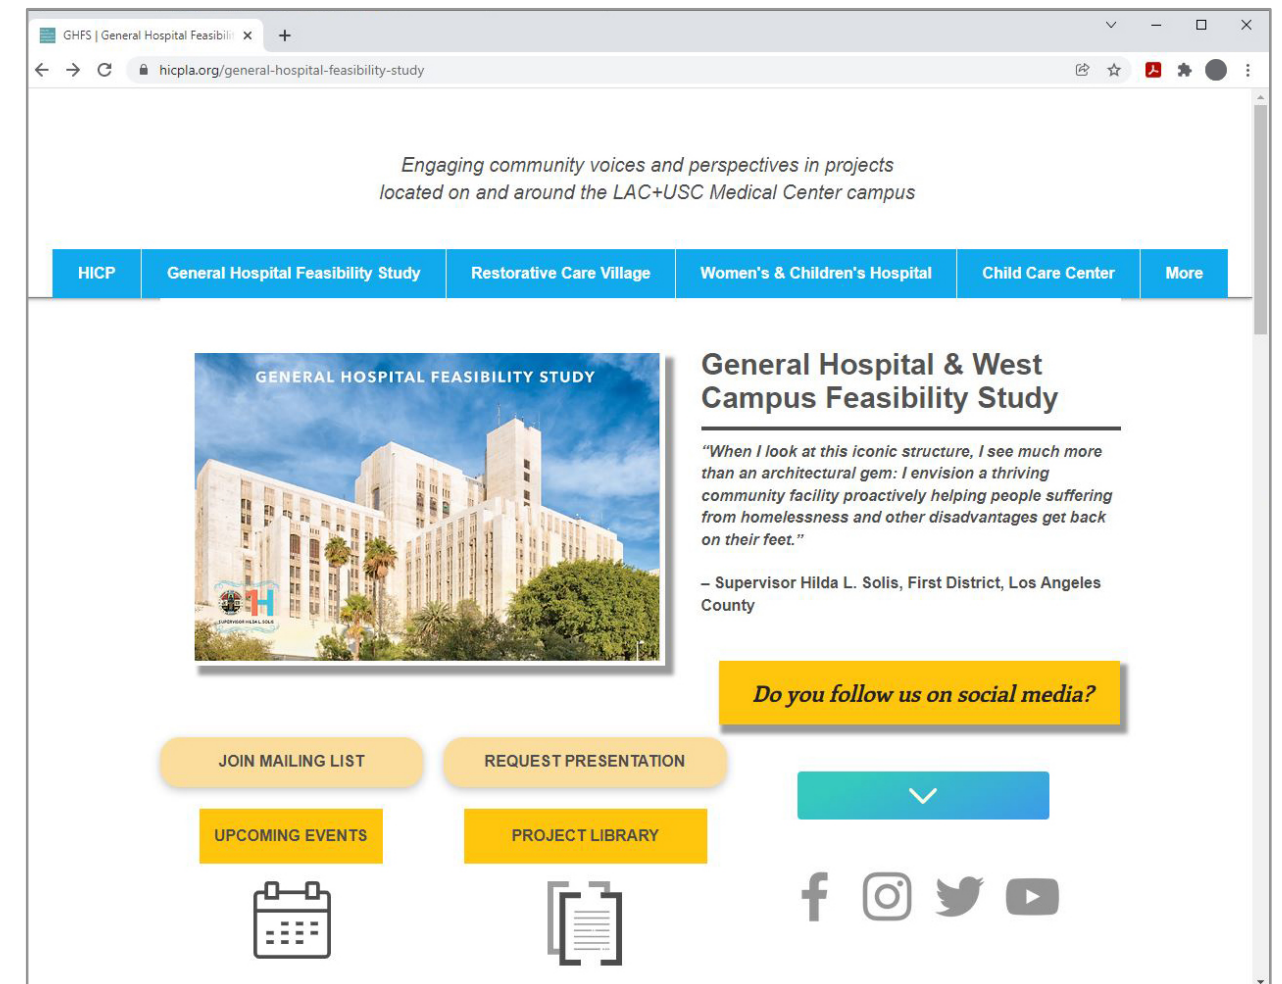 GHFS | General Hospital Feasibili
hicpla.org/general-hospital-feasibility-study
Engaging community voices and perspectives in projects
located on and around the LAC+USC Medical Center campus
HICP
General Hospital Feasibility Study
Restorative Care Village
Women's & Children's Hospital
Child Care Center
More
GENERAL HOSPITAL FEASIBILITY STUDY
SUPERVISOR HILDA L. SOLIS
General Hospital & West
Campus Feasibility Study
“When I look at this iconic structure, I see much more
than an architectural gem: I envision a thriving
community facility proactively helping people suffering
from homelessness and other disadvantages get back
on their feet.”
– Supervisor Hilda L. Solis, First District, Los Angeles
County
Do you follow us on social media?
JOIN MAILING LIST
REQUEST PRESENTATION
UPCOMING EVENTS
PROJECT LIBRARY